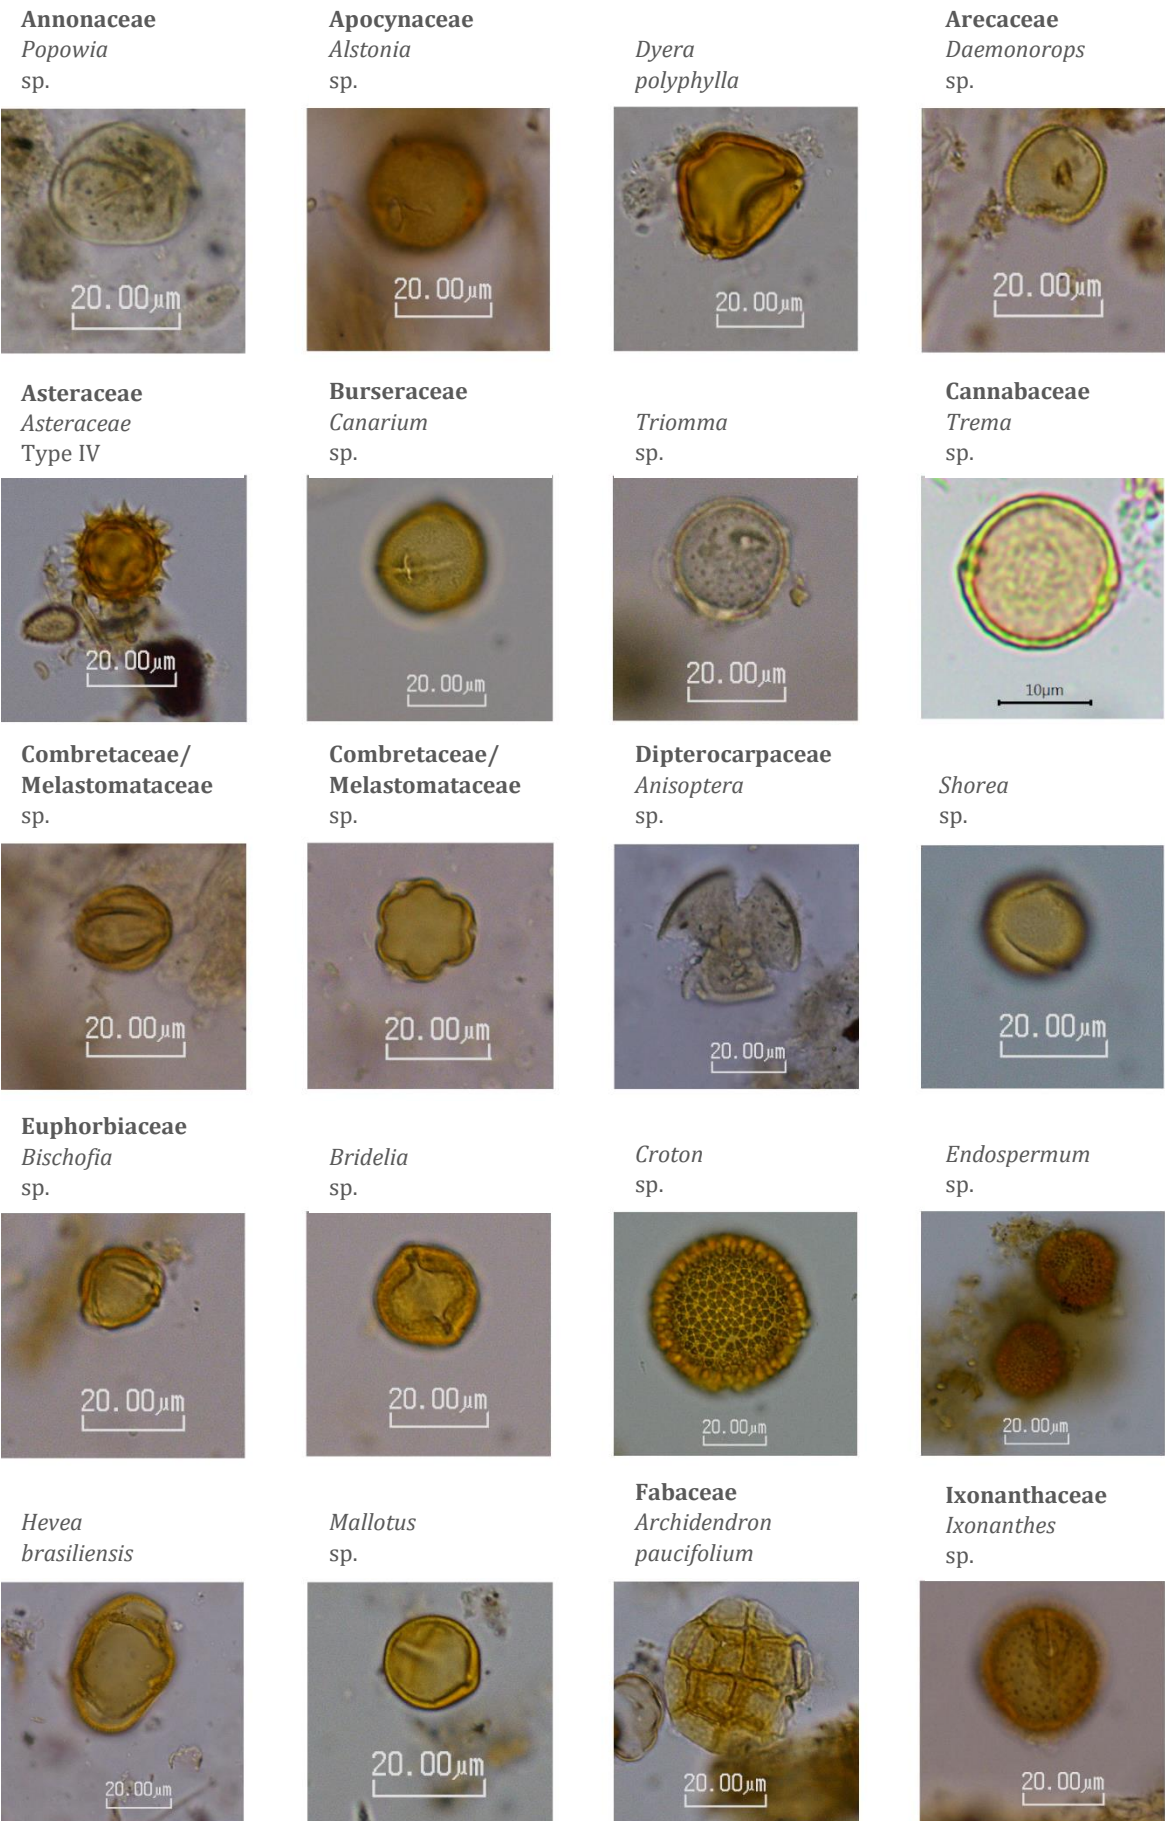 Annonaceae
Popowia
sp.
Apocynaceae
Alstonia
sp.
Dyera
polyphylla
Arecaceae
Daemonorops
sp.
20.00µm
20.00µm
20.00µm
20.00µm
Asteraceae
Asteraceae
Type IV
Burseraceae
Canarium
sp.
Triomma
sp.
Cannabaceae
Trema
sp.
20.00µm
20.00µm
20.00µm
10µm
Combretaceae/
Melastomataceae
sp.
Combretaceae/
Melastomataceae
sp.
Dipterocarpaceae
Anisoptera
sp.
Shorea
sp.
20.00µm
20.00µm
20.00µm
20.00µm
Euphorbiaceae
Bischofia
sp.
Bridelia
sp.
Croton
sp.
Endospermum
sp.
20.00µm
20.00µm
20.00µm
20.00µm
Hevea
brasiliensis
Mallotus
sp.
Fabaceae
Archidendron
paucifolium
Ixonanthaceae
Ixonanthes
sp.
20.00µm
20.00µm
20.00µm
20.00µm